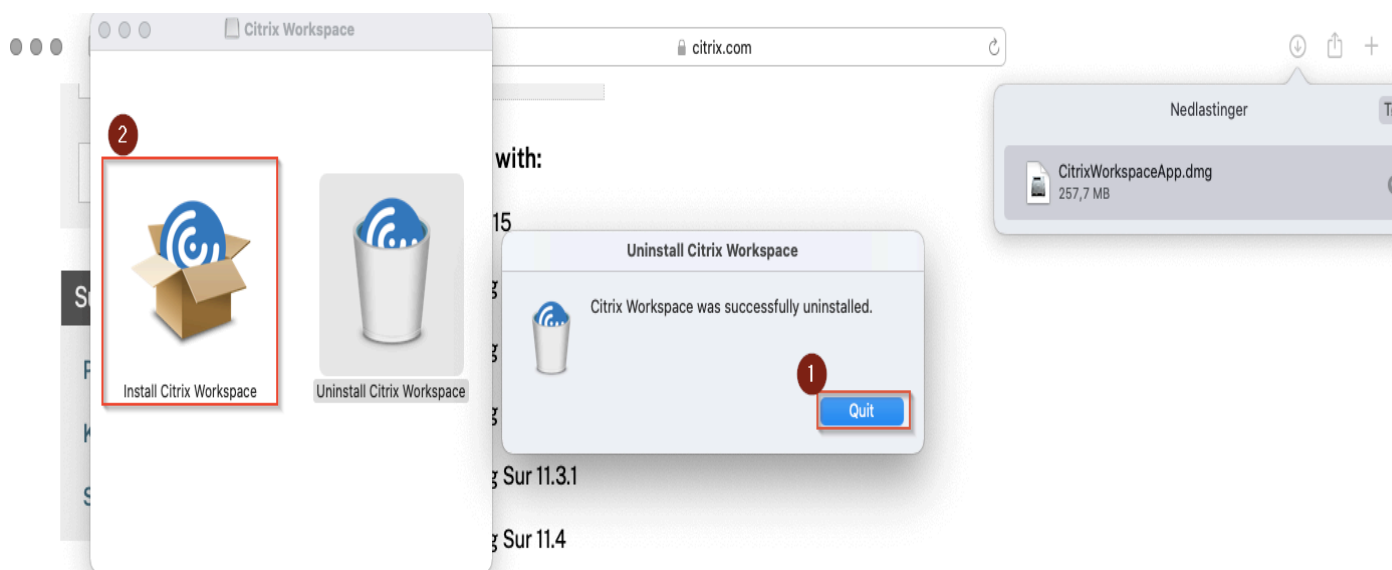 Citrix Workspace
citrix.com
Nedlastinger
CitrixWorkspaceApp.dmg
257,7 MB
2
with:
15
Uninstall Citrix Workspace
Citrix Workspace was successfully uninstalled.
1
Quit
Install Citrix Workspace
Uninstall Citrix Workspace
g Sur 11.3.1
g Sur 11.4